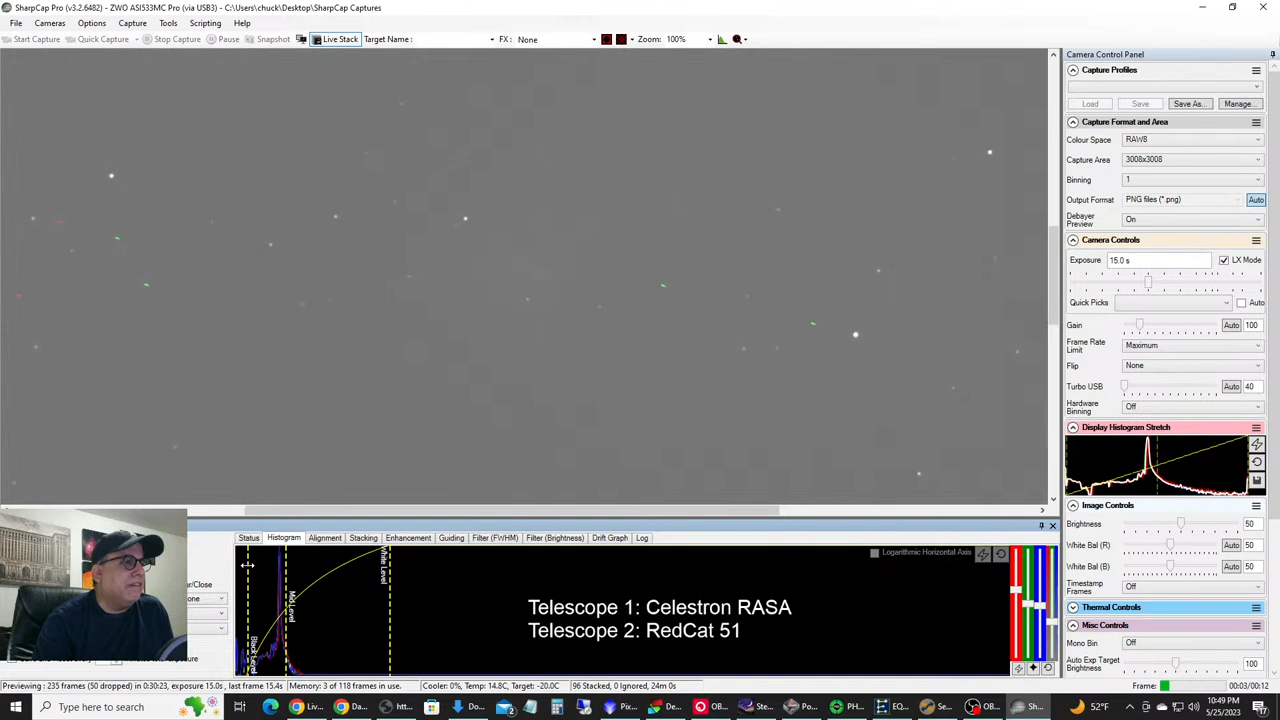 SharpCap Pro (v3.2.6482) - ZWO ASI533MC Pro (via USB3) - C:\Users\chuck\Desktop\SharpCap Captures
File Cameras Options Capture Tools Scripting Help
Start Capture Quick Capture Stop Capture Pause Snapshot Live Stack Target Name : FX: None Zoom: 100%
Camera Control Panel
Capture Profiles
Load Save Save As... Manage...
Capture Format and Area
Colour Space RAW8
Capture Area 3008x3008
Binning 1
Output Format PNG files (*.png) Auto
Debayer Preview On
Camera Controls
Exposure 15.0 s LX Mode
Quick Picks Auto
Gain Auto 100
Frame Rate Limit Maximum
Flip None
Turbo USB Auto 40
Hardware Binning Off
Display Histogram Stretch
Image Controls
Brightness 50
White Bal (R) 50
White Bal (B) 50
Timestamp Frames Off
Thermal Controls
Misc Controls
Mono Bin Off
Auto Exp Target Brightness 100
Status Histogram Alignment Stacking Enhancement Guiding Filter (FWHM) Filter (Brightness) Drift Graph Log
Logarithmic Horizontal Axis
Black Level
Mid Level
White Level
Telescope 1: Celestron RASA
Telescope 2: RedCat 51
Previewing : 235 frames (50 dropped) in 0:30:23, exposure 15.0s , last frame 15.4s Memory: 3 of 118 frames in use. Cooler: 0%, Temp: 14.8C, Target: -20.0C 96 Stacked, 0 Ignored, 24m 0s Frame: 00:03/00:12
Type here to search
52°F
10:49 PM
5/25/2023